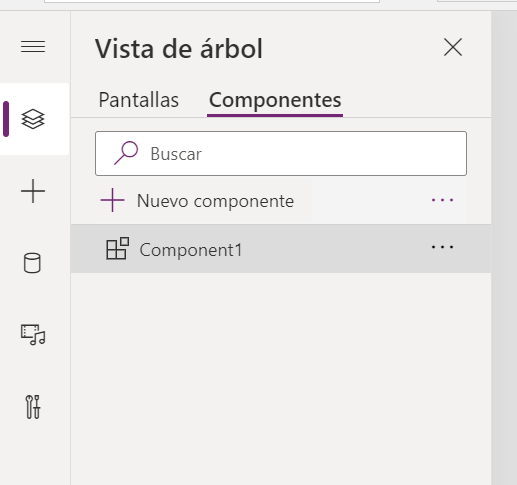 Vista de árbol
Pantallas Componentes
Buscar
Nuevo componente
Component1